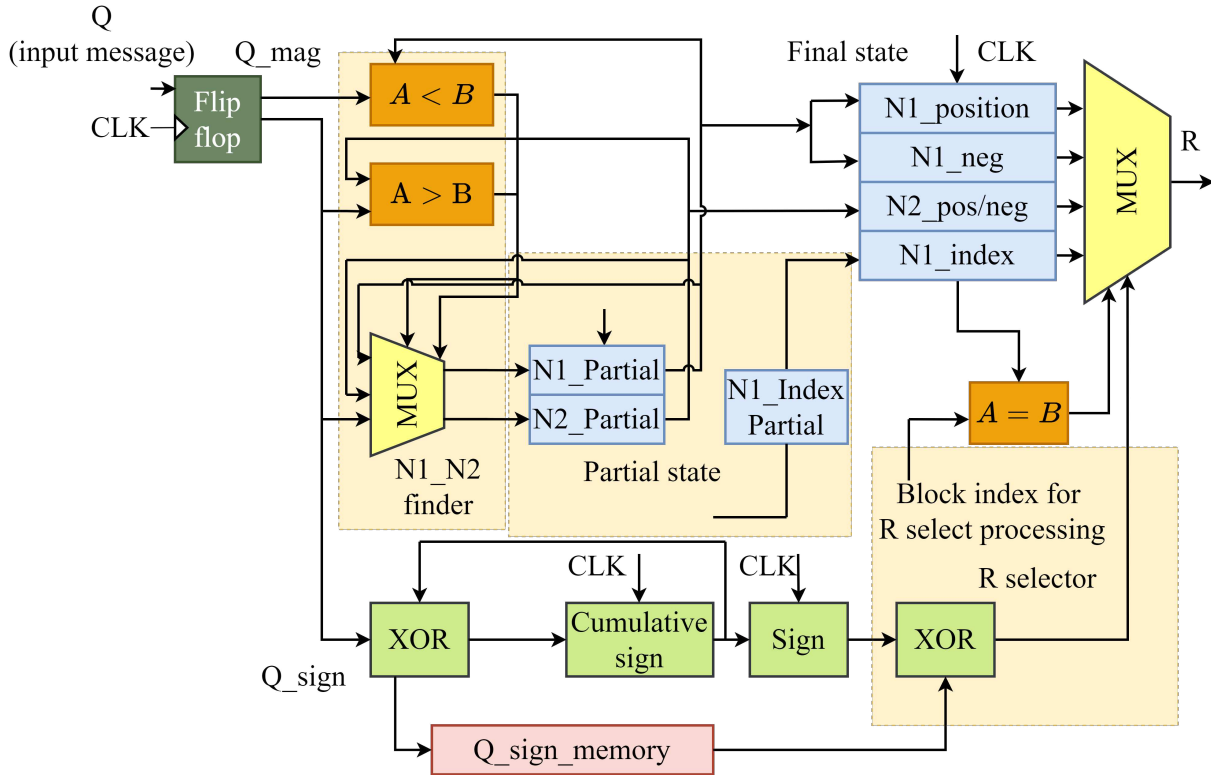 Q
(input message)
Q_mag
Flip
flop
CLK
A < B
A > B
MUX
N1_N2
finder
N1_Partial
N2_Partial
Partial state
N1_Index
Partial
Final state
CLK
N1_position
N1_neg
N2_pos/neg
N1_index
MUX
R
A = B
Block index for
R select processing
R selector
XOR
Q_sign
CLK
Cumulative
sign
CLK
Sign
XOR
Q_sign_memory